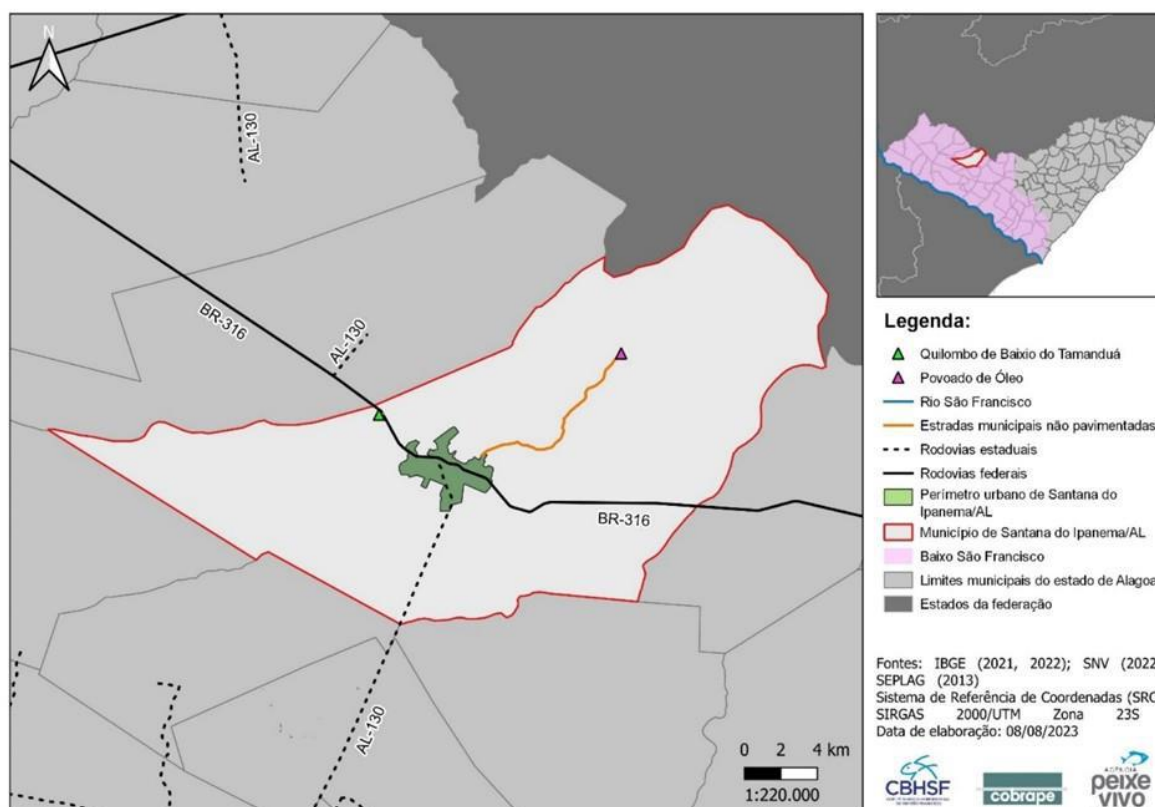 N
AL-130
BR-316
AL-130
BR-316
AL-130
0 2 4 km
1:220.000
Legenda:
Quilombo de Baixio do Tamanduá
Povoado de Óleo
Rio São Francisco
Estradas municipais não pavimentadas
Rodovias estaduais
Rodovias federais
Perímetro urbano de Santana do
Ipanema/AL
Município de Santana do Ipanema/AL
Baixo São Francisco
Limites municipais do estado de Alagoa
Estados da federação
Fontes: IBGE (2021, 2022); SNV (2022
SEPLAG (2013)
Sistema de Referência de Coordenadas (SRC
SIRGAS 2000/UTM Zona 23S
Data de elaboração: 08/08/2023
CBHSF
cobrape
AGÊNCIA
peixe
vivo